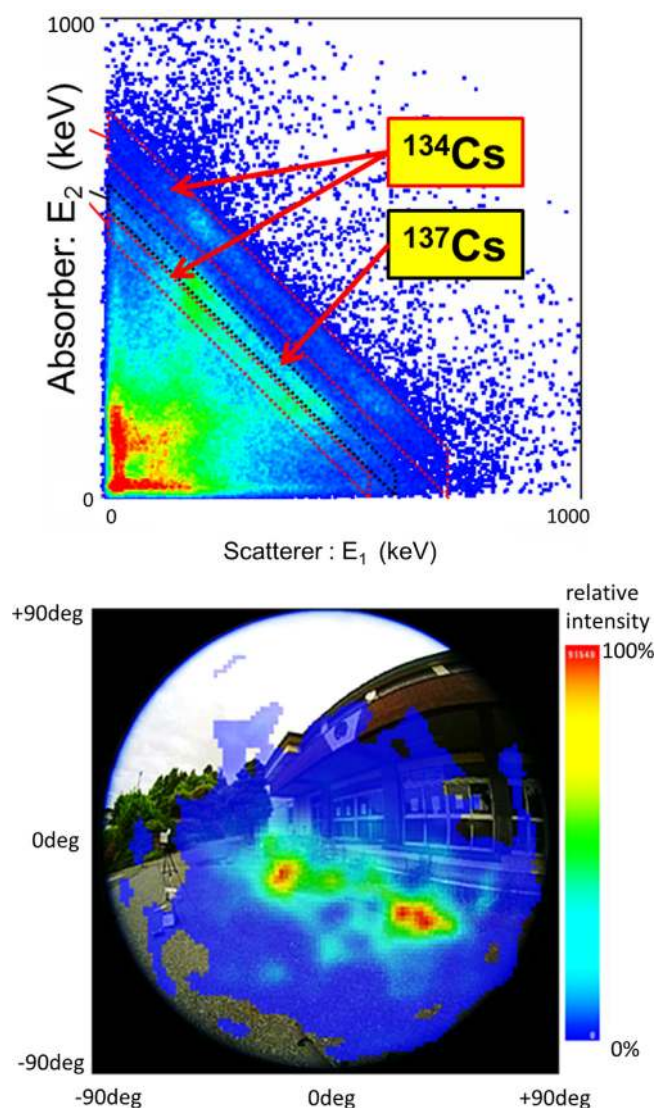 1000
Absorber: E₂ (keV)
¹³⁴Cs
¹³⁷Cs
0
0
1000
Scatterer : E₁ (keV)
relative
intensity
+90deg
100%
0deg
-90deg
0%
-90deg
0deg
+90deg